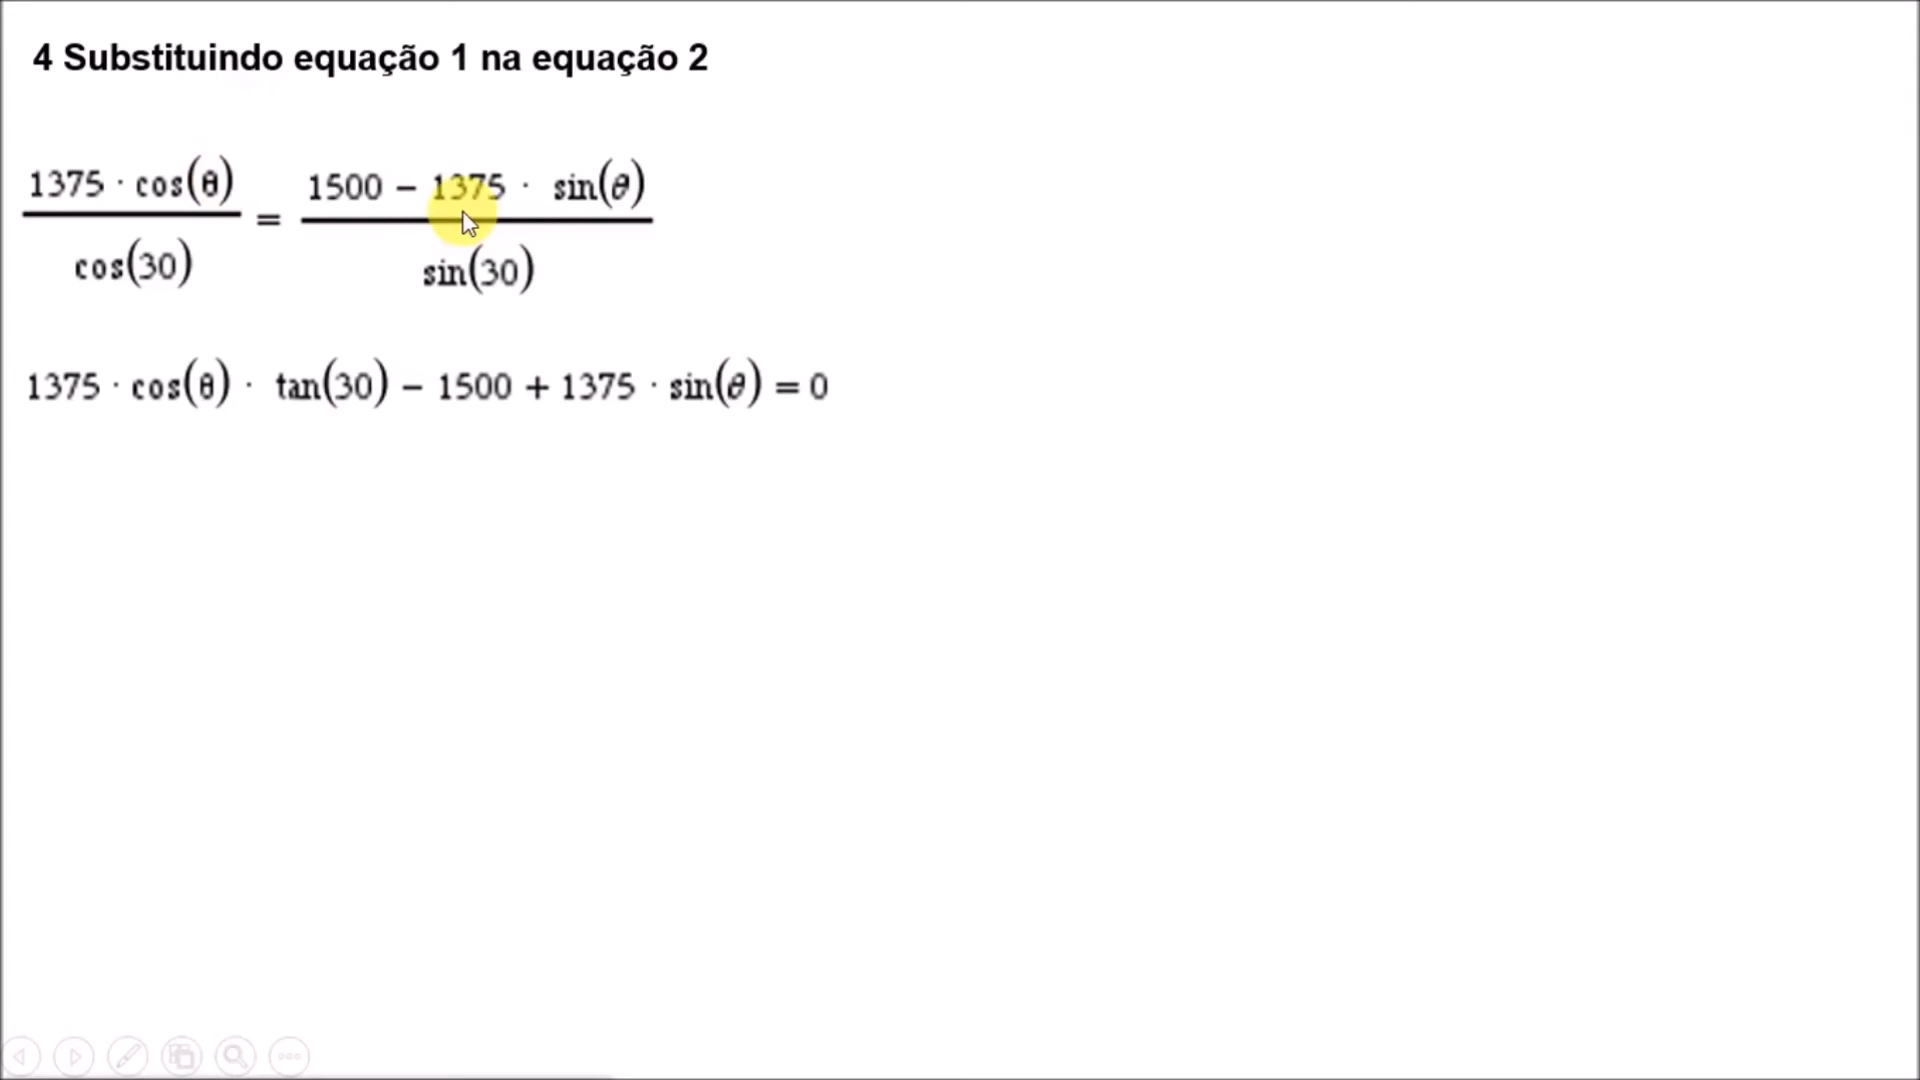 4 Substituindo equação 1 na equação 2
1375 · cos(θ) / cos(30) = 1500 − 1375 · sin(θ) / sin(30)
1375 · cos(θ) · tan(30) − 1500 + 1375 · sin(θ) = 0